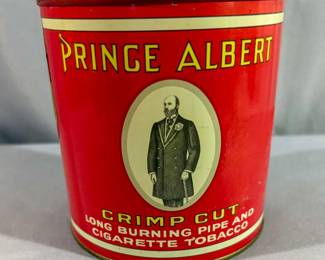 PRINCE ALBERT
CRIMP CUT
LONG BURNING PIPE AND
CIGARETTE TOBACCO